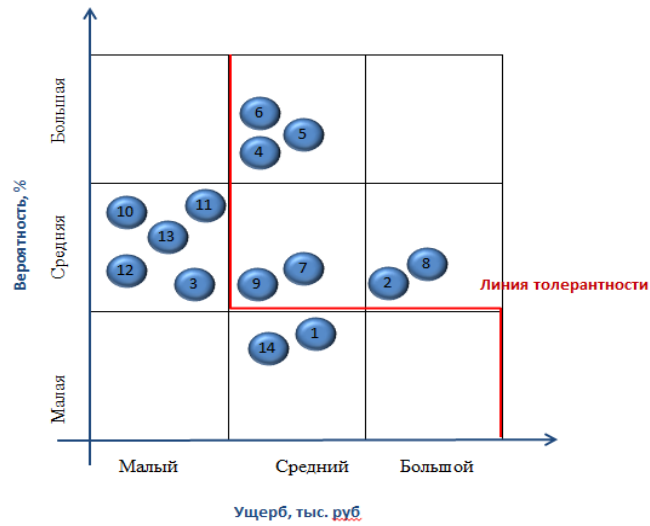 Вероятность, %
Большая
Средняя
Малая
6
5
4
10
11
13
12
3
9
7
2
8
Линия толерантности
14
1
Малый
Средний
Большой
Ущерб, тыс. руб